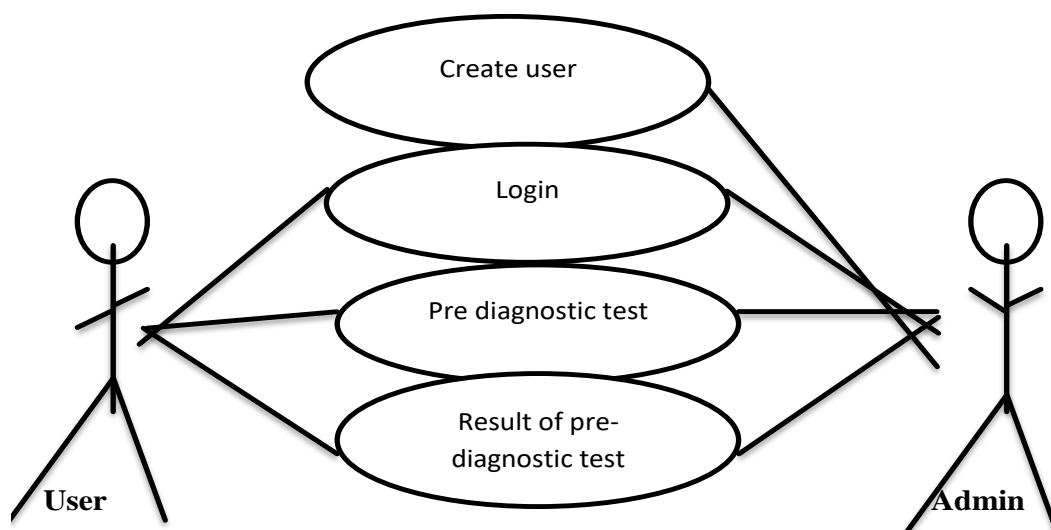 Create user
Login
Pre diagnostic test
Result of pre-
diagnostic test
User
Admin